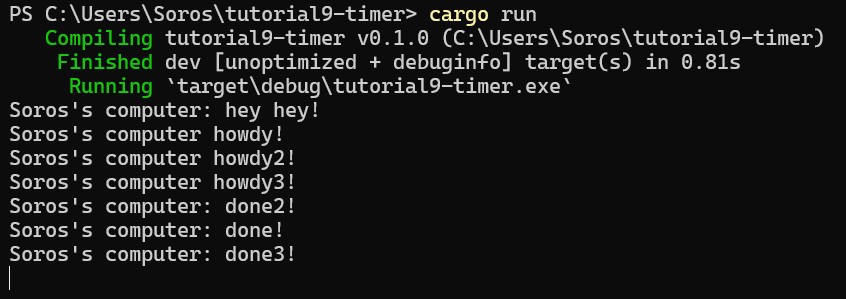 PS C:\Users\Soros\tutorial9-timer> cargo run
Compiling tutorial9-timer v0.1.0 (C:\Users\Soros\tutorial9-timer)
Finished dev [unoptimized + debuginfo] target(s) in 0.81s
Running `target\debug\tutorial9-timer.exe`
Soros's computer: hey hey!
Soros's computer howdy!
Soros's computer howdy2!
Soros's computer howdy3!
Soros's computer: done2!
Soros's computer: done!
Soros's computer: done3!